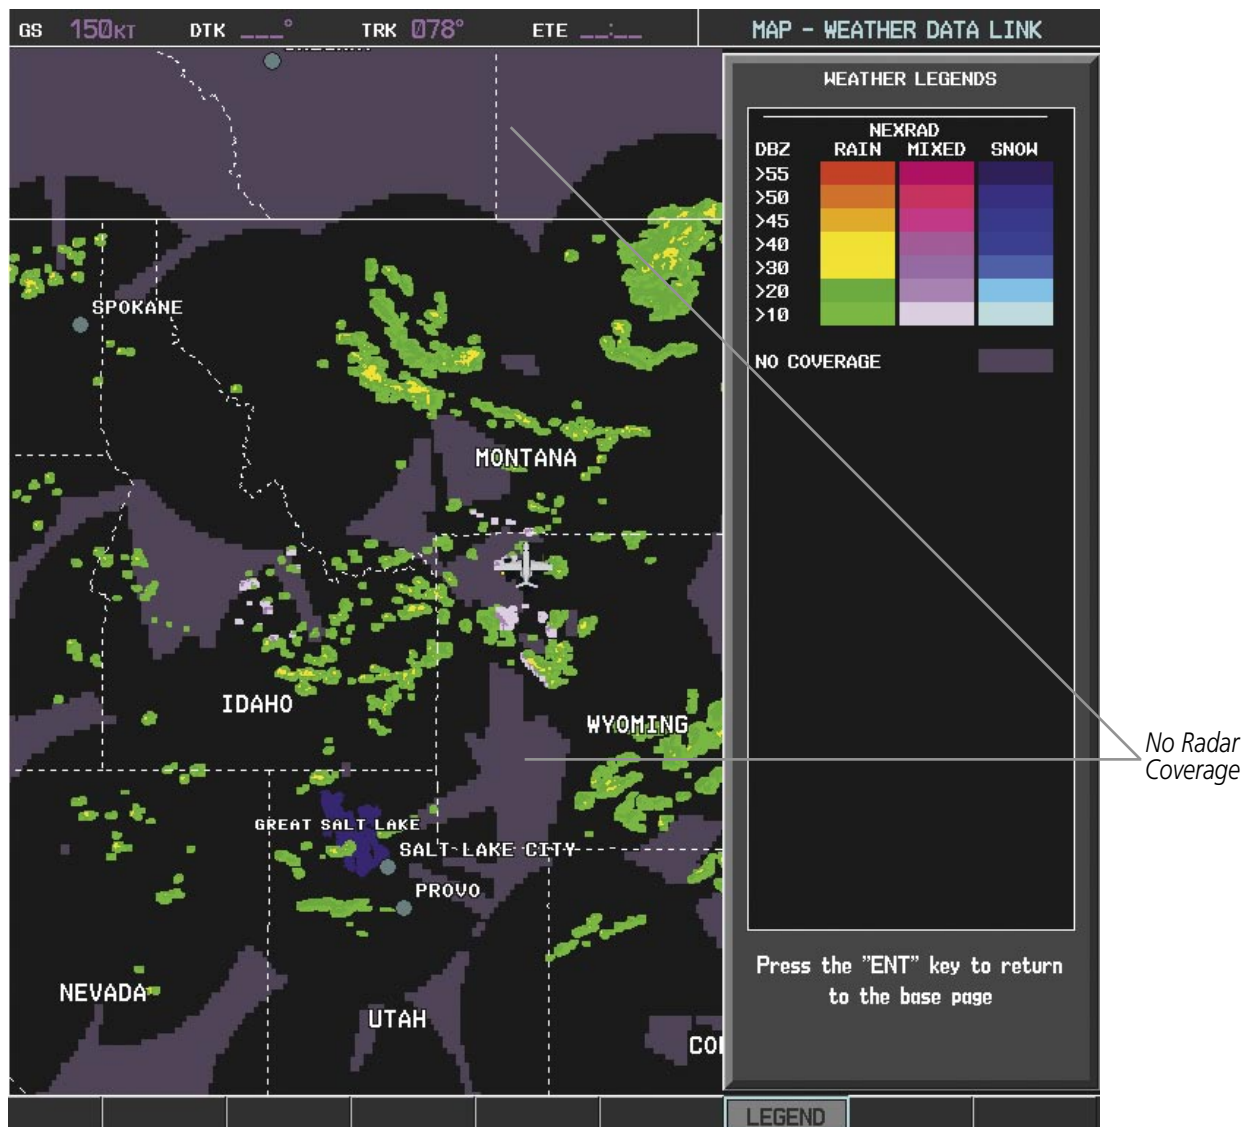 GS 150KT DTK ___° TRK 078° ETE __:__ MAP - WEATHER DATA LINK
WEATHER LEGENDS
NEXRAD
DBZ RAIN MIXED SNOW
>55
>50
>45
>40
>30
>20
>10
NO COVERAGE
SPOKANE
MONTANA
IDAHO
WYOMING
No Radar
Coverage
GREAT SALT LAKE
SALT LAKE CITY
PROVO
NEVADA
UTAH
COL
Press the "ENT" key to return
to the base page
LEGEND